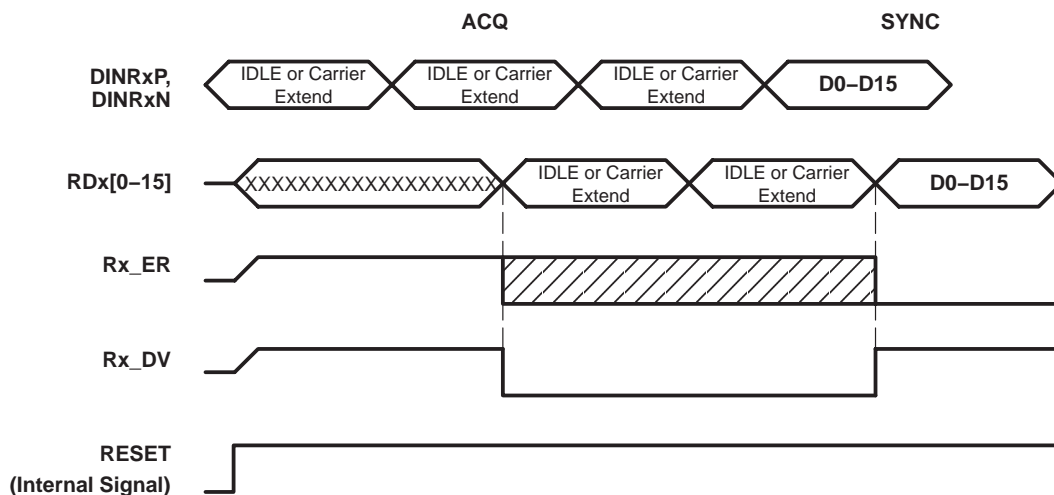 ACQ SYNC
DINRxP,
DINRxN
IDLE or Carrier
Extend
IDLE or Carrier
Extend
IDLE or Carrier
Extend
D0–D15
RDx[0–15]
XXXXXXXXXXXXXXXXXXX
IDLE or Carrier
Extend
IDLE or Carrier
Extend
D0–D15
Rx_ER
Rx_DV
RESET
(Internal Signal)